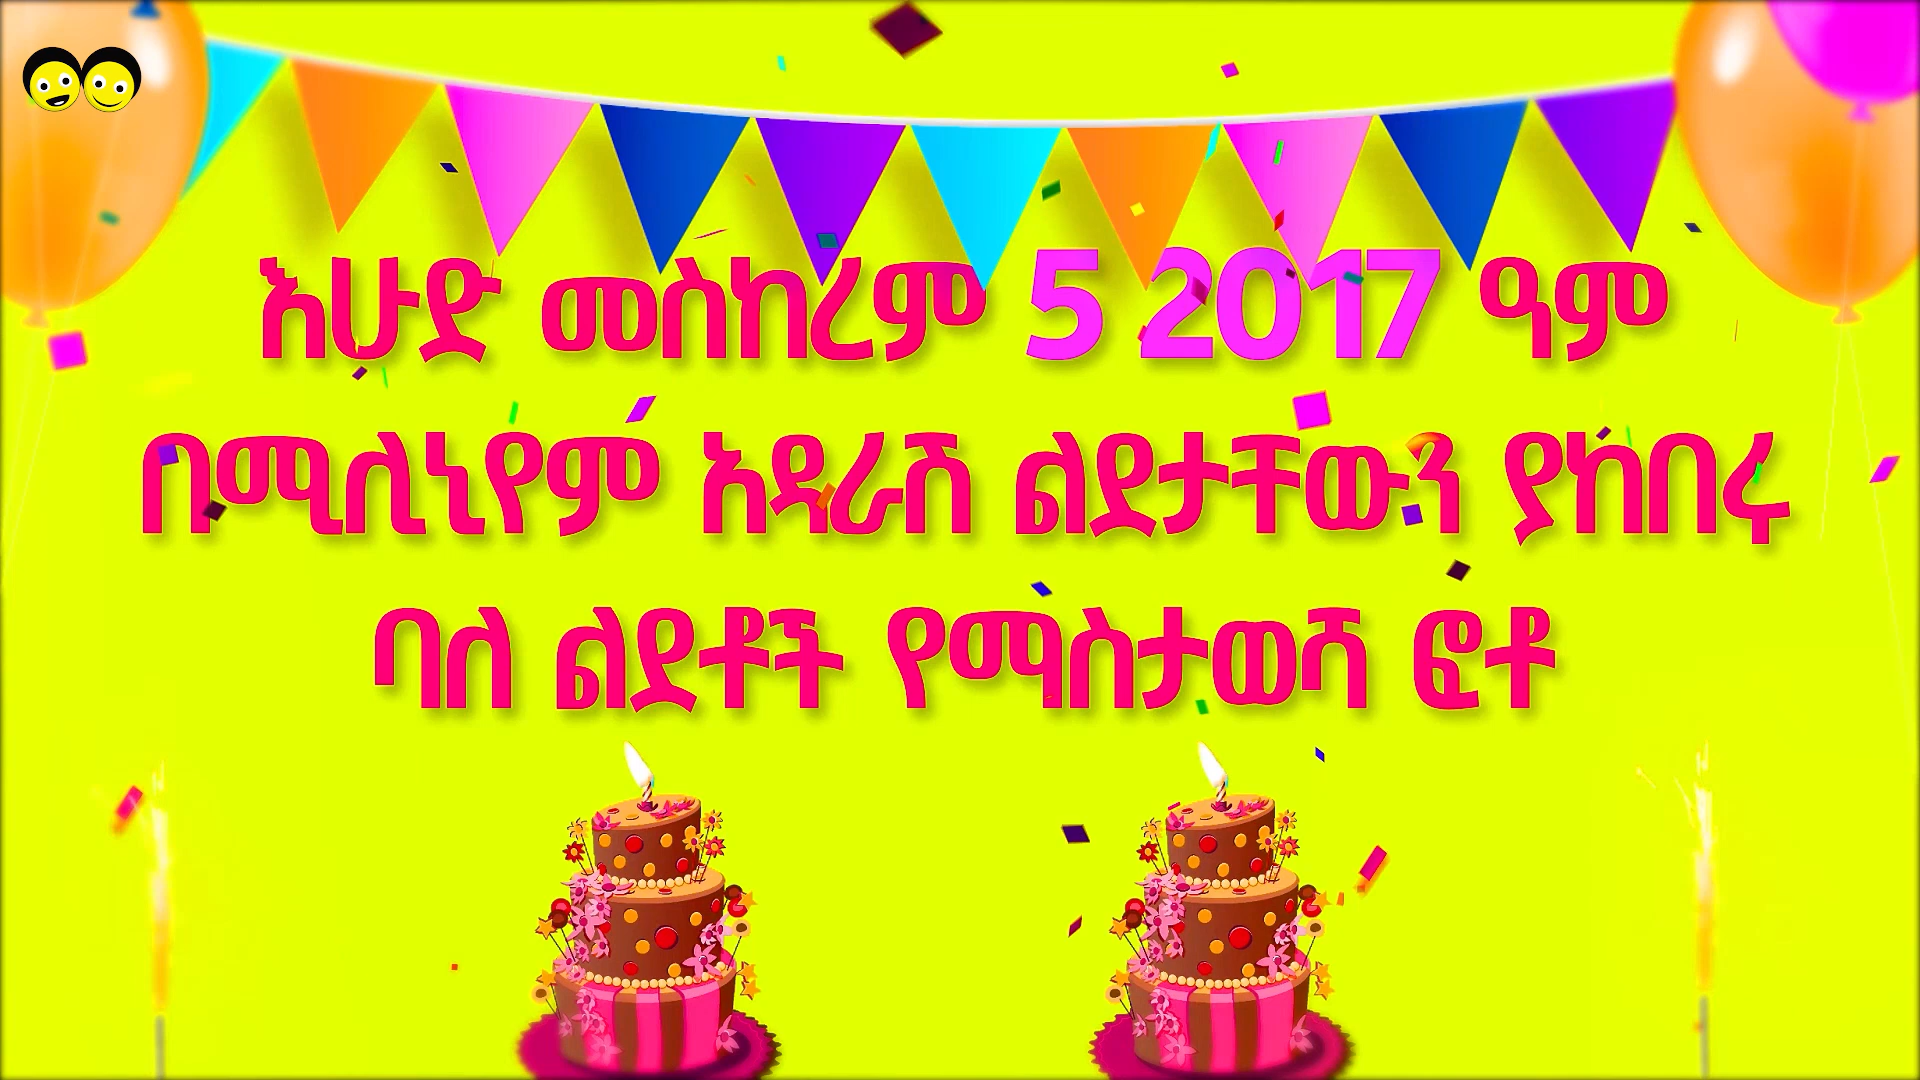 እሁድ መስከረም 5 2017 ዓም
በሚሊኒየም አዳራሽ ልደታቸውን ያከበሩ
ባለ ልደቶች የማስታወሻ ፎቶ